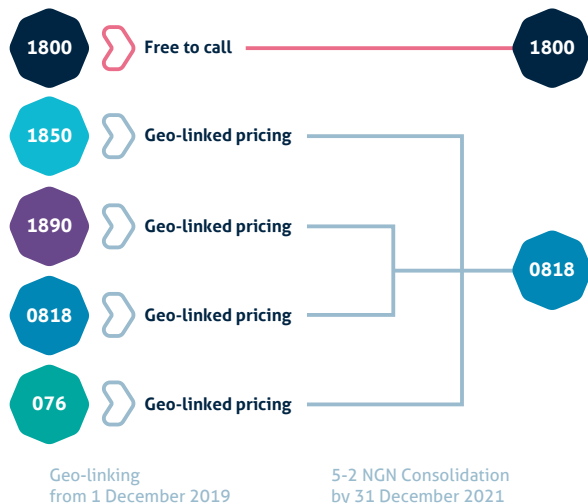 1800 Free to call 1800
1850 Geo-linked pricing
1890 Geo-linked pricing
0818
0818 Geo-linked pricing
076 Geo-linked pricing
Geo-linking
from 1 December 2019
5-2 NGN Consolidation
by 31 December 2021